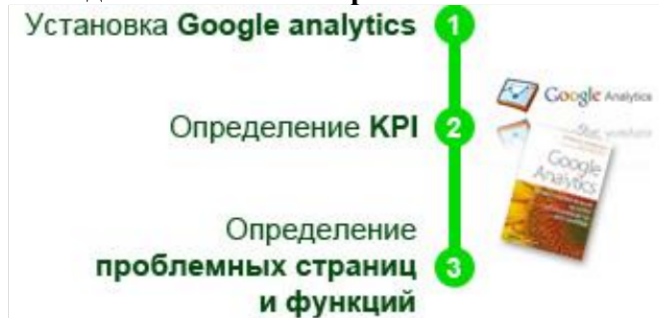 Установка Google analytics
1
Определение KPI
2
Определение
проблемных страниц
и функций
3
Google Analytics
Google
Analytics